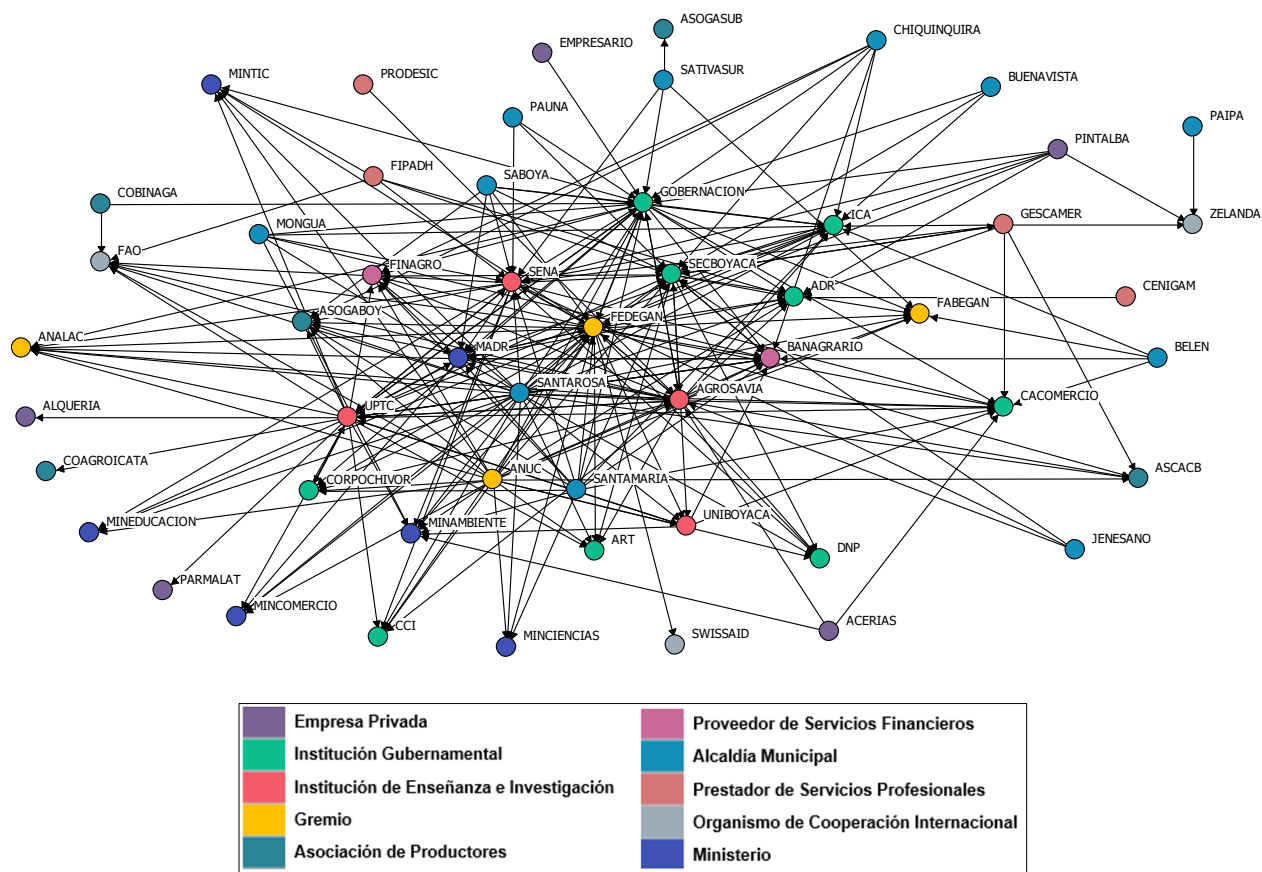 ASOGASUB
CHIQUINQUIRA
EMPRESARIO
MINTIC
PRODESIC
SATIVASUR
BUENAVISTA
PAUNA
PAIPA
PINTALBA
FIPADH
SABOYA
COBINAGA
GOBERNACION
ICA
GESCAMER
ZELANDA
MONGUA
FAO
FINAGRO
SENA
SECBOYACA
ADR
CENIGAM
FABEGAN
ASOGABOY
FEDEGAN
ANALAC
MADR
BANAGRARIO
BELEN
SANTAROSA
AGROSAVIA
CACOMERCIO
ALQUERIA
UPTC
COAGROICATA
CORPOCHIVOR
ANUC
SANTAMARIA
ASCACB
MINEDUCACION
MINAMBIENTE
UNIBOYACA
ART
DNP
JENESANO
PARMALAT
MINCOMERCIO
CCI
MINCIENCIAS
SWISSAID
ACERIAS
Empresa Privada
Institución Gubernamental
Institución de Enseñanza e Investigación
Gremio
Asociación de Productores
Proveedor de Servicios Financieros
Alcaldía Municipal
Prestador de Servicios Profesionales
Organismo de Cooperación Internacional
Ministerio